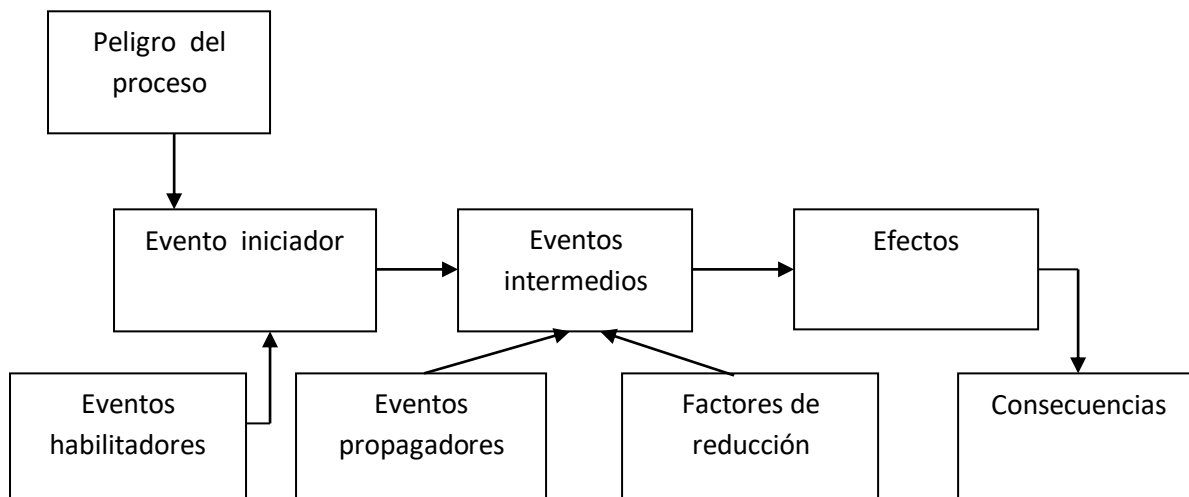 Peligro del
proceso
Evento iniciador
Eventos
intermedios
Efectos
Eventos
habilitadores
Eventos
propagadores
Factores de
reducción
Consecuencias